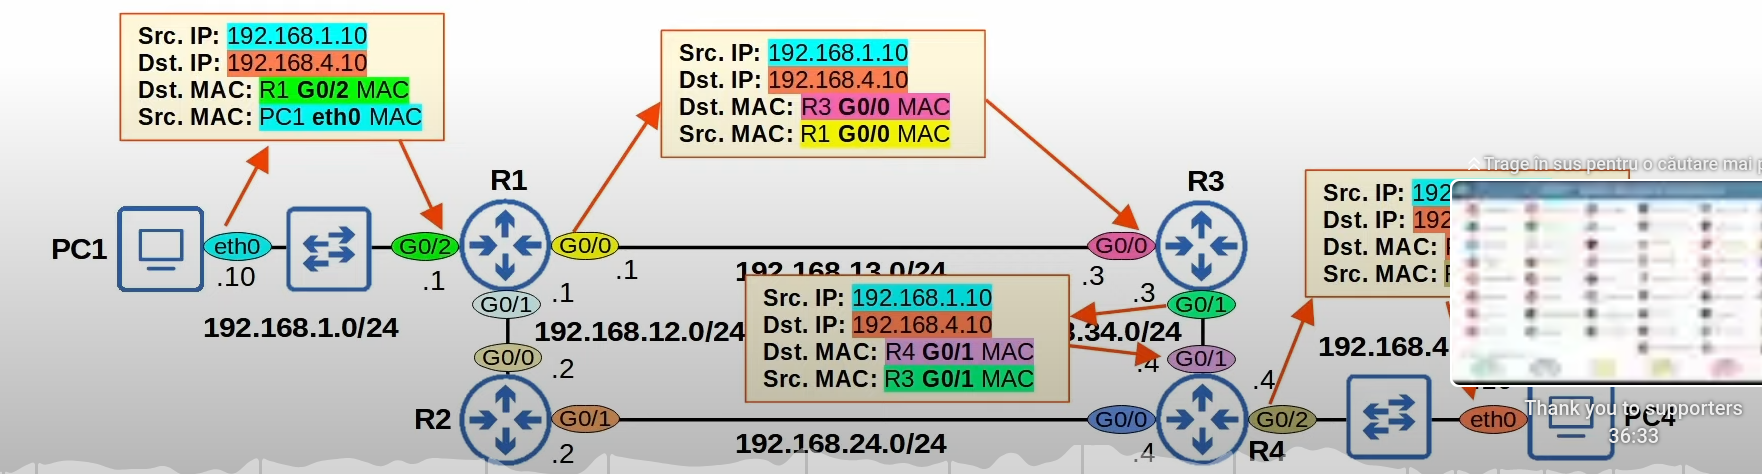 Src. IP: 192.168.1.10
Dst. IP: 192.168.4.10
Dst. MAC: R1 G0/2 MAC
Src. MAC: PC1 eth0 MAC
Src. IP: 192.168.1.10
Dst. IP: 192.168.4.10
Dst. MAC: R3 G0/0 MAC
Src. MAC: R1 G0/0 MAC
Trage în sus pentru o căutare mai
R1
R3
Src. IP: 192
Dst. IP: 192
Dst. MAC:
Src. MAC:
PC1
eth0
.10
G0/2
.1
G0/0
.1
G0/0
.3
192.168.13.0/24
G0/1
.1
.3
G0/1
192.168.1.0/24
192.168.12.0/24
3.34.0/24
192.168.4
Src. IP: 192.168.1.10
Dst. IP: 192.168.4.10
Dst. MAC: R4 G0/1 MAC
Src. MAC: R3 G0/1 MAC
G0/0
.2
.4
G0/1
.4
R2
G0/1
.2
192.168.24.0/24
G0/0
.4
R4
G0/2
eth0
PC4
Thank you to supporters
36:33